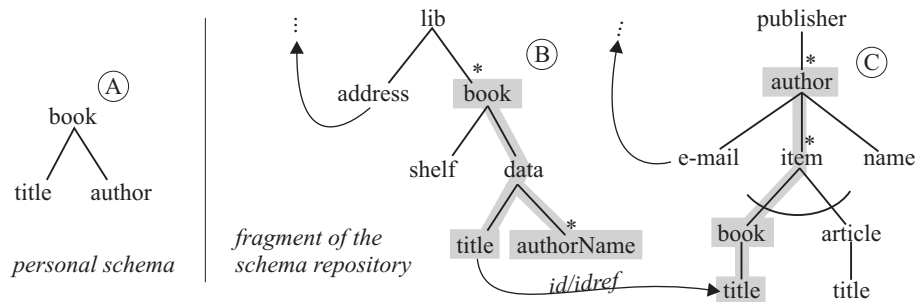 A
book
title author
personal schema
⋮
lib
B
address
*
book
shelf
data
title
*
authorName
fragment of the
schema repository
id/idref
⋮
publisher
C
*
author
e-mail
*
item
name
book
article
title
title